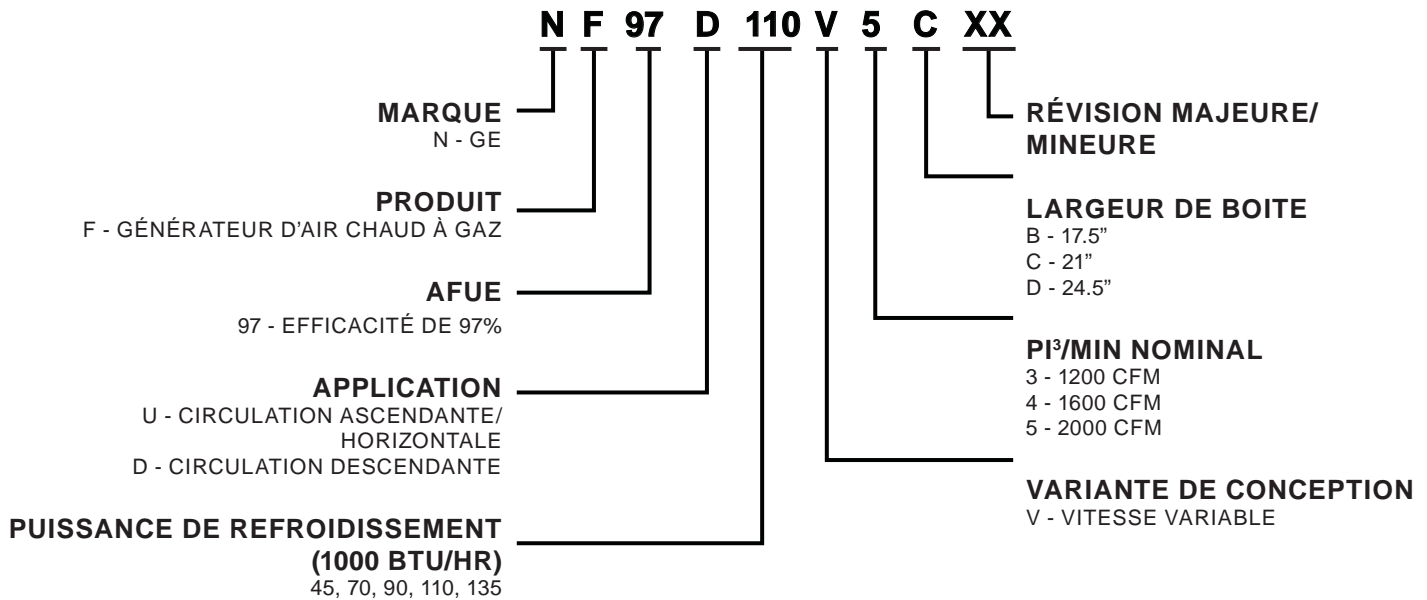 N F 97 D 110 V 5 C XX
MARQUE
N - GE
PRODUIT
F - GÉNÉRATEUR D'AIR CHAUD À GAZ
AFUE
97 - EFFICACITÉ DE 97%
APPLICATION
U - CIRCULATION ASCENDANTE/
HORIZONTALE
D - CIRCULATION DESCENDANTE
PUISSANCE DE REFROIDISSEMENT
(1000 BTU/HR)
45, 70, 90, 110, 135
RÉVISION MAJEURE/
MINEURE
LARGEUR DE BOITE
B - 17.5”
C - 21”
D - 24.5”
PI³/MIN NOMINAL
3 - 1200 CFM
4 - 1600 CFM
5 - 2000 CFM
VARIANTE DE CONCEPTION
V - VITESSE VARIABLE